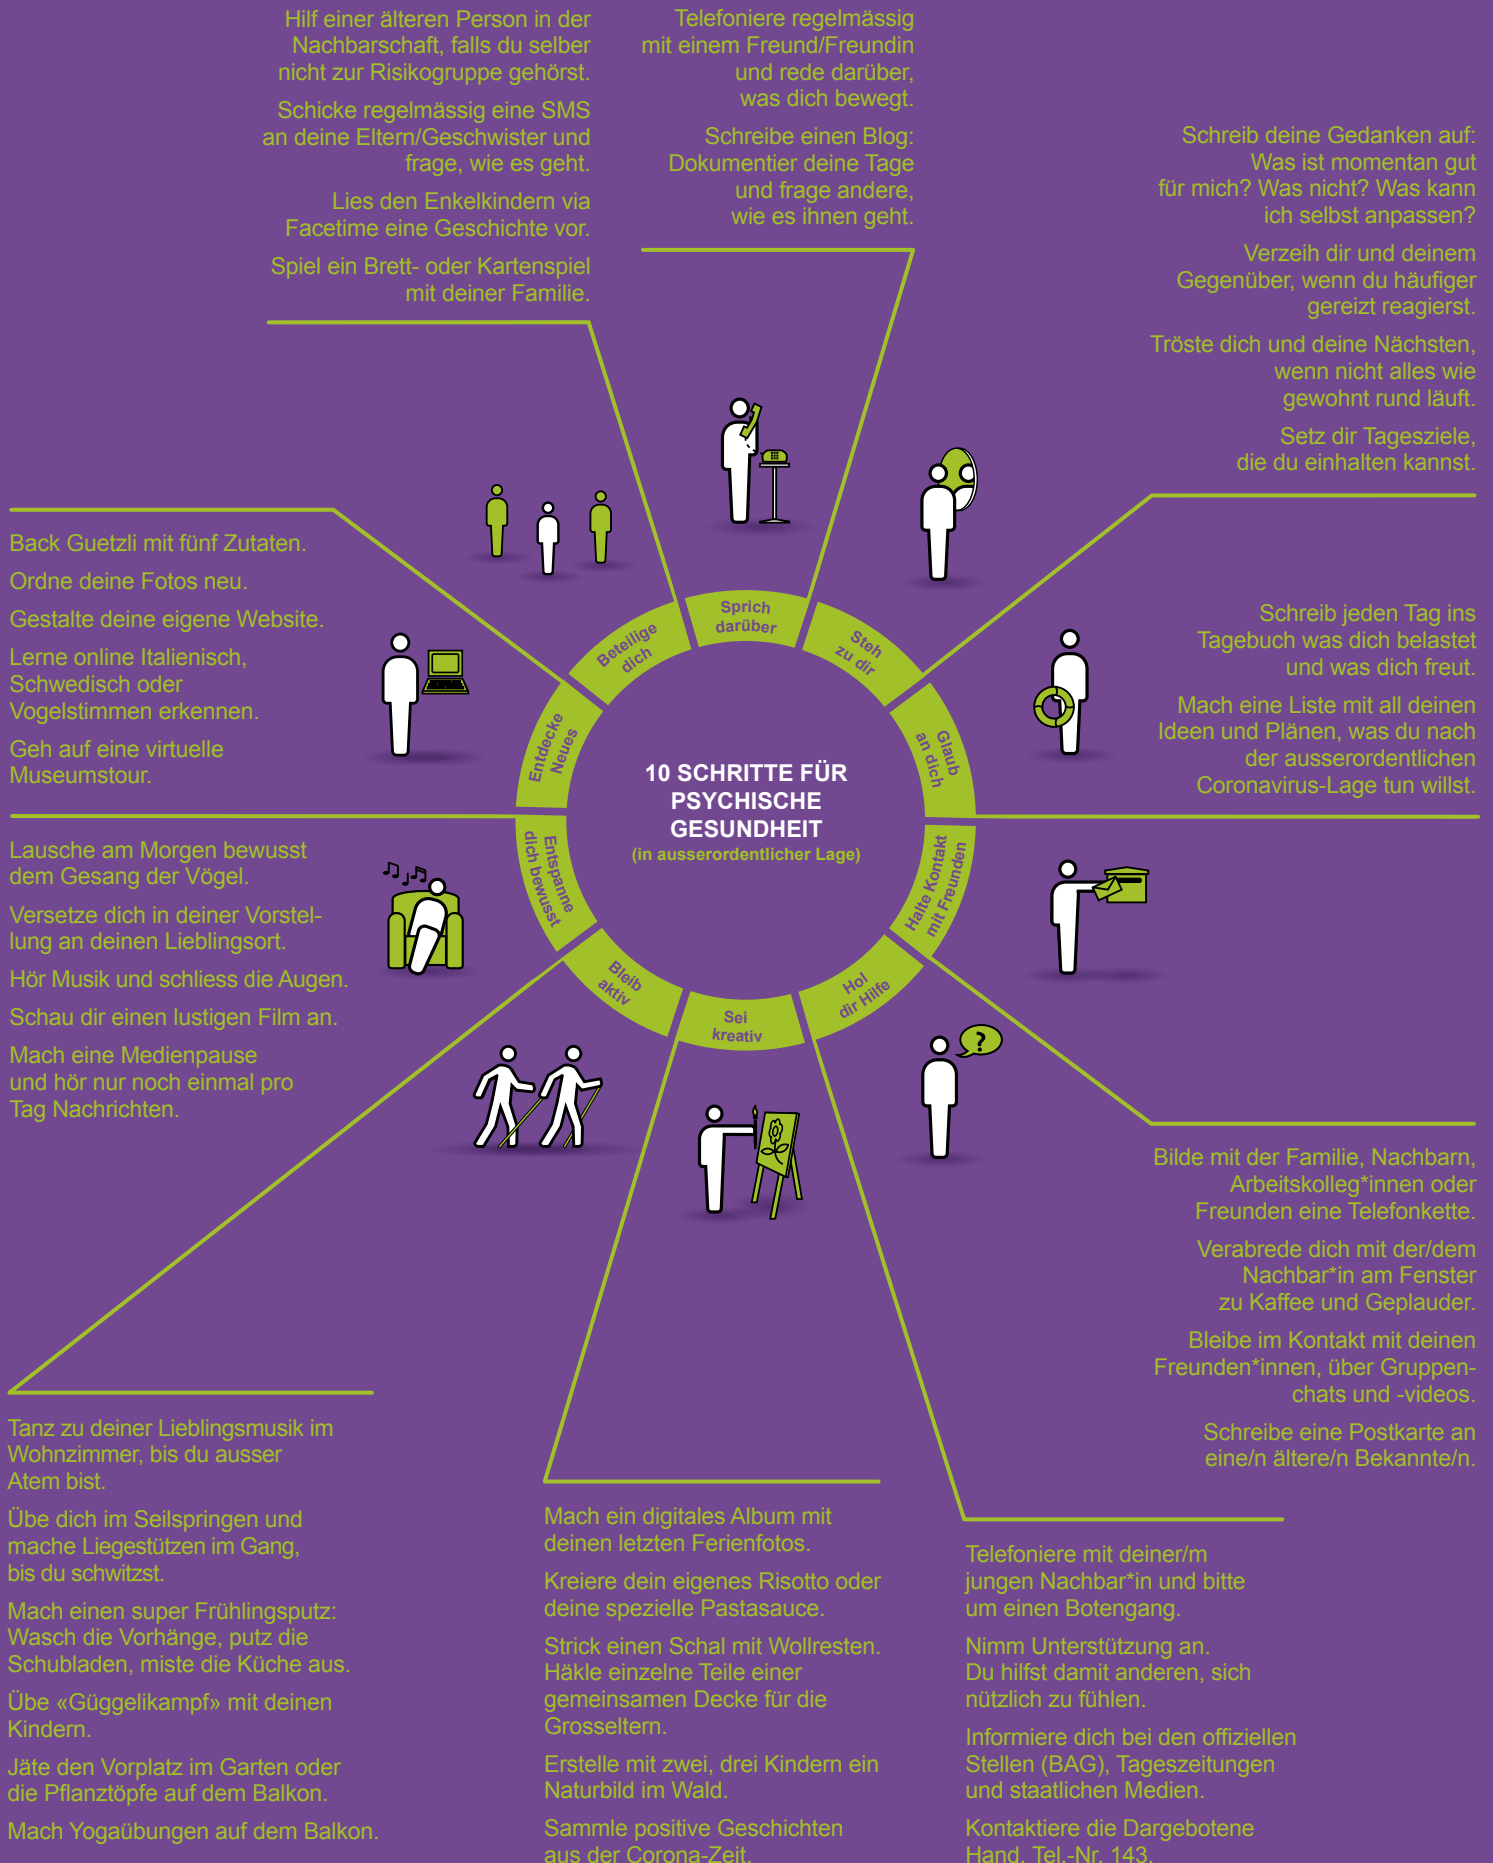 Hilf einer älteren Person in der
Nachbarschaft, falls du selber
nicht zur Risikogruppe gehörst.
Schicke regelmässig eine SMS
an deine Eltern/Geschwister und
frage, wie es geht.
Lies den Enkelkindern via
Facetime eine Geschichte vor.
Spiel ein Brett- oder Kartenspiel
mit deiner Familie.
Telefoniere regelmässig
mit einem Freund/Freundin
und rede darüber,
was dich bewegt.
Schreibe einen Blog:
Dokumentier deine Tage
und frage andere,
wie es ihnen geht.
Schreib deine Gedanken auf:
Was ist momentan gut
für mich? Was nicht? Was kann
ich selbst anpassen?
Verzeih dir und deinem
Gegenüber, wenn du häufiger
gereizt reagierst.
Tröste dich und deine Nächsten,
wenn nicht alles wie
gewohnt rund läuft.
Setz dir Tagesziele,
die du einhalten kannst.
Back Guetzli mit fünf Zutaten.
Ordne deine Fotos neu.
Gestalte deine eigene Website.
Lerne online Italienisch,
Schwedisch oder
Vogelstimmen erkennen.
Geh auf eine virtuelle
Museumstour.
Schreib jeden Tag ins
Tagebuch was dich belastet
und was dich freut.
Mach eine Liste mit all deinen
Ideen und Plänen, was du nach
der ausserordentlichen
Coronavirus-Lage tun willst.
Sprich
darüber
Steh
zu dir
Glaub
an dich
Halte Kontakt
mit Freunden
Hol
dir Hilfe
Sei
kreativ
Bleib
aktiv
Entspanne
dich bewusst
Entdecke
Neues
Beteilige
dich
10 SCHRITTE FÜR
PSYCHISCHE
GESUNDHEIT
(in ausserordentlicher Lage)
?
Lausche am Morgen bewusst
dem Gesang der Vögel.
Versetze dich in deiner Vorstel-
lung an deinen Lieblingsort.
Hör Musik und schliess die Augen.
Schau dir einen lustigen Film an.
Mach eine Medienpause
und hör nur noch einmal pro
Tag Nachrichten.
Bilde mit der Familie, Nachbarn,
Arbeitskolleg*innen oder
Freunden eine Telefonkette.
Verabrede dich mit der/dem
Nachbar*in am Fenster
zu Kaffee und Geplauder.
Bleibe im Kontakt mit deinen
Freunden*innen, über Gruppen-
chats und -videos.
Schreibe eine Postkarte an
eine/n ältere/n Bekannte/n.
Tanz zu deiner Lieblingsmusik im
Wohnzimmer, bis du ausser
Atem bist.
Übe dich im Seilspringen und
mache Liegestützen im Gang,
bis du schwitzst.
Mach einen super Frühlingsputz:
Wasch die Vorhänge, putz die
Schubladen, miste die Küche aus.
Übe «Güggelikampf» mit deinen
Kindern.
Jäte den Vorplatz im Garten oder
die Pflanztöpfe auf dem Balkon.
Mach Yogaübungen auf dem Balkon.
Mach ein digitales Album mit
deinen letzten Ferienfotos.
Kreiere dein eigenes Risotto oder
deine spezielle Pastasauce.
Strick einen Schal mit Wollresten.
Häkle einzelne Teile einer
gemeinsamen Decke für die
Grosseltern.
Erstelle mit zwei, drei Kindern ein
Naturbild im Wald.
Sammle positive Geschichten
aus der Corona-Zeit.
Telefoniere mit deiner/m
jungen Nachbar*in und bitte
um einen Botengang.
Nimm Unterstützung an.
Du hilfst damit anderen, sich
nützlich zu fühlen.
Informiere dich bei den offiziellen
Stellen (BAG), Tageszeitungen
und staatlichen Medien.
Kontaktiere die Dargebotene
Hand. Tel.-Nr. 143.